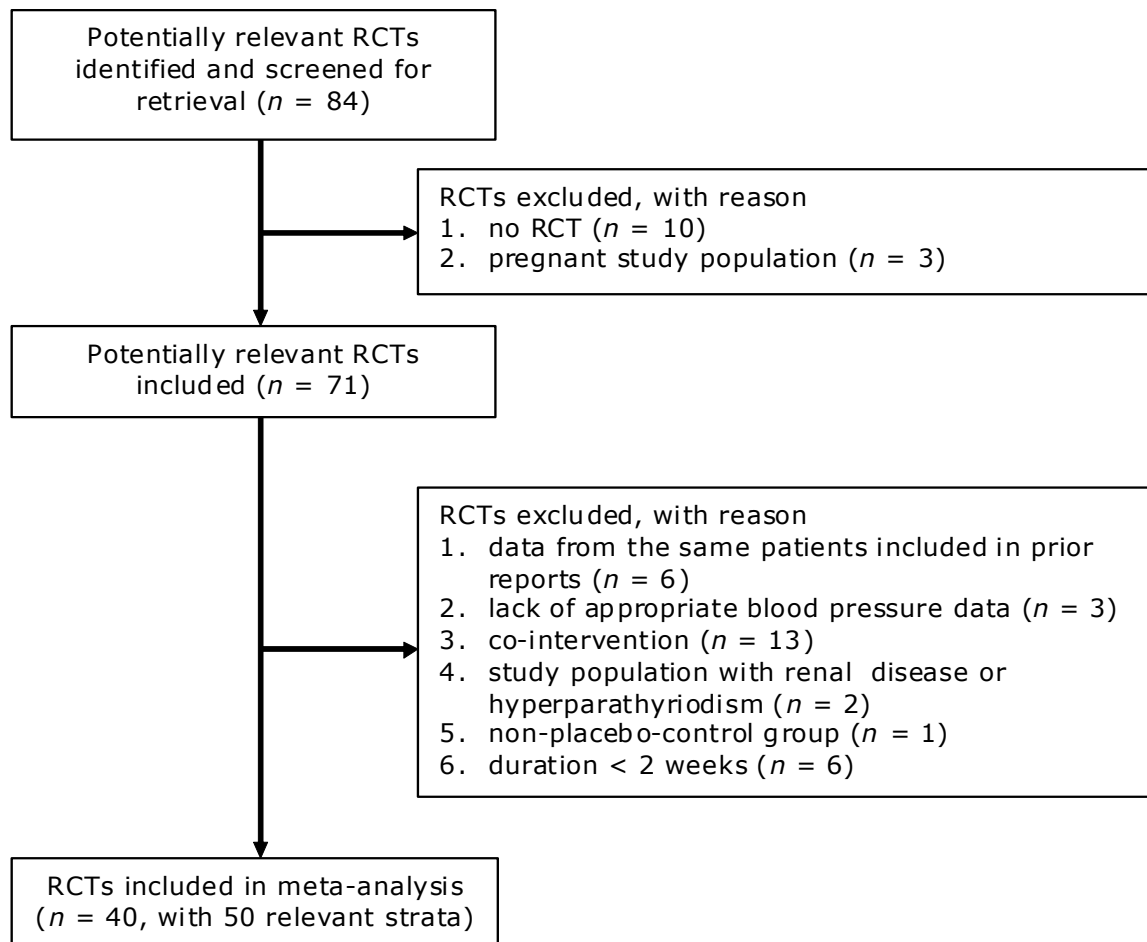 Potentially relevant RCTs
identified and screened for
retrieval (n = 84)
RCTs excluded, with reason
1. no RCT (n = 10)
2. pregnant study population (n = 3)
Potentially relevant RCTs
included (n = 71)
RCTs excluded, with reason
1. data from the same patients included in prior
reports (n = 6)
2. lack of appropriate blood pressure data (n = 3)
3. co-intervention (n = 13)
4. study population with renal disease or
hyperparathyriodism (n = 2)
5. non-placebo-control group (n = 1)
6. duration < 2 weeks (n = 6)
RCTs included in meta-analysis
(n = 40, with 50 relevant strata)